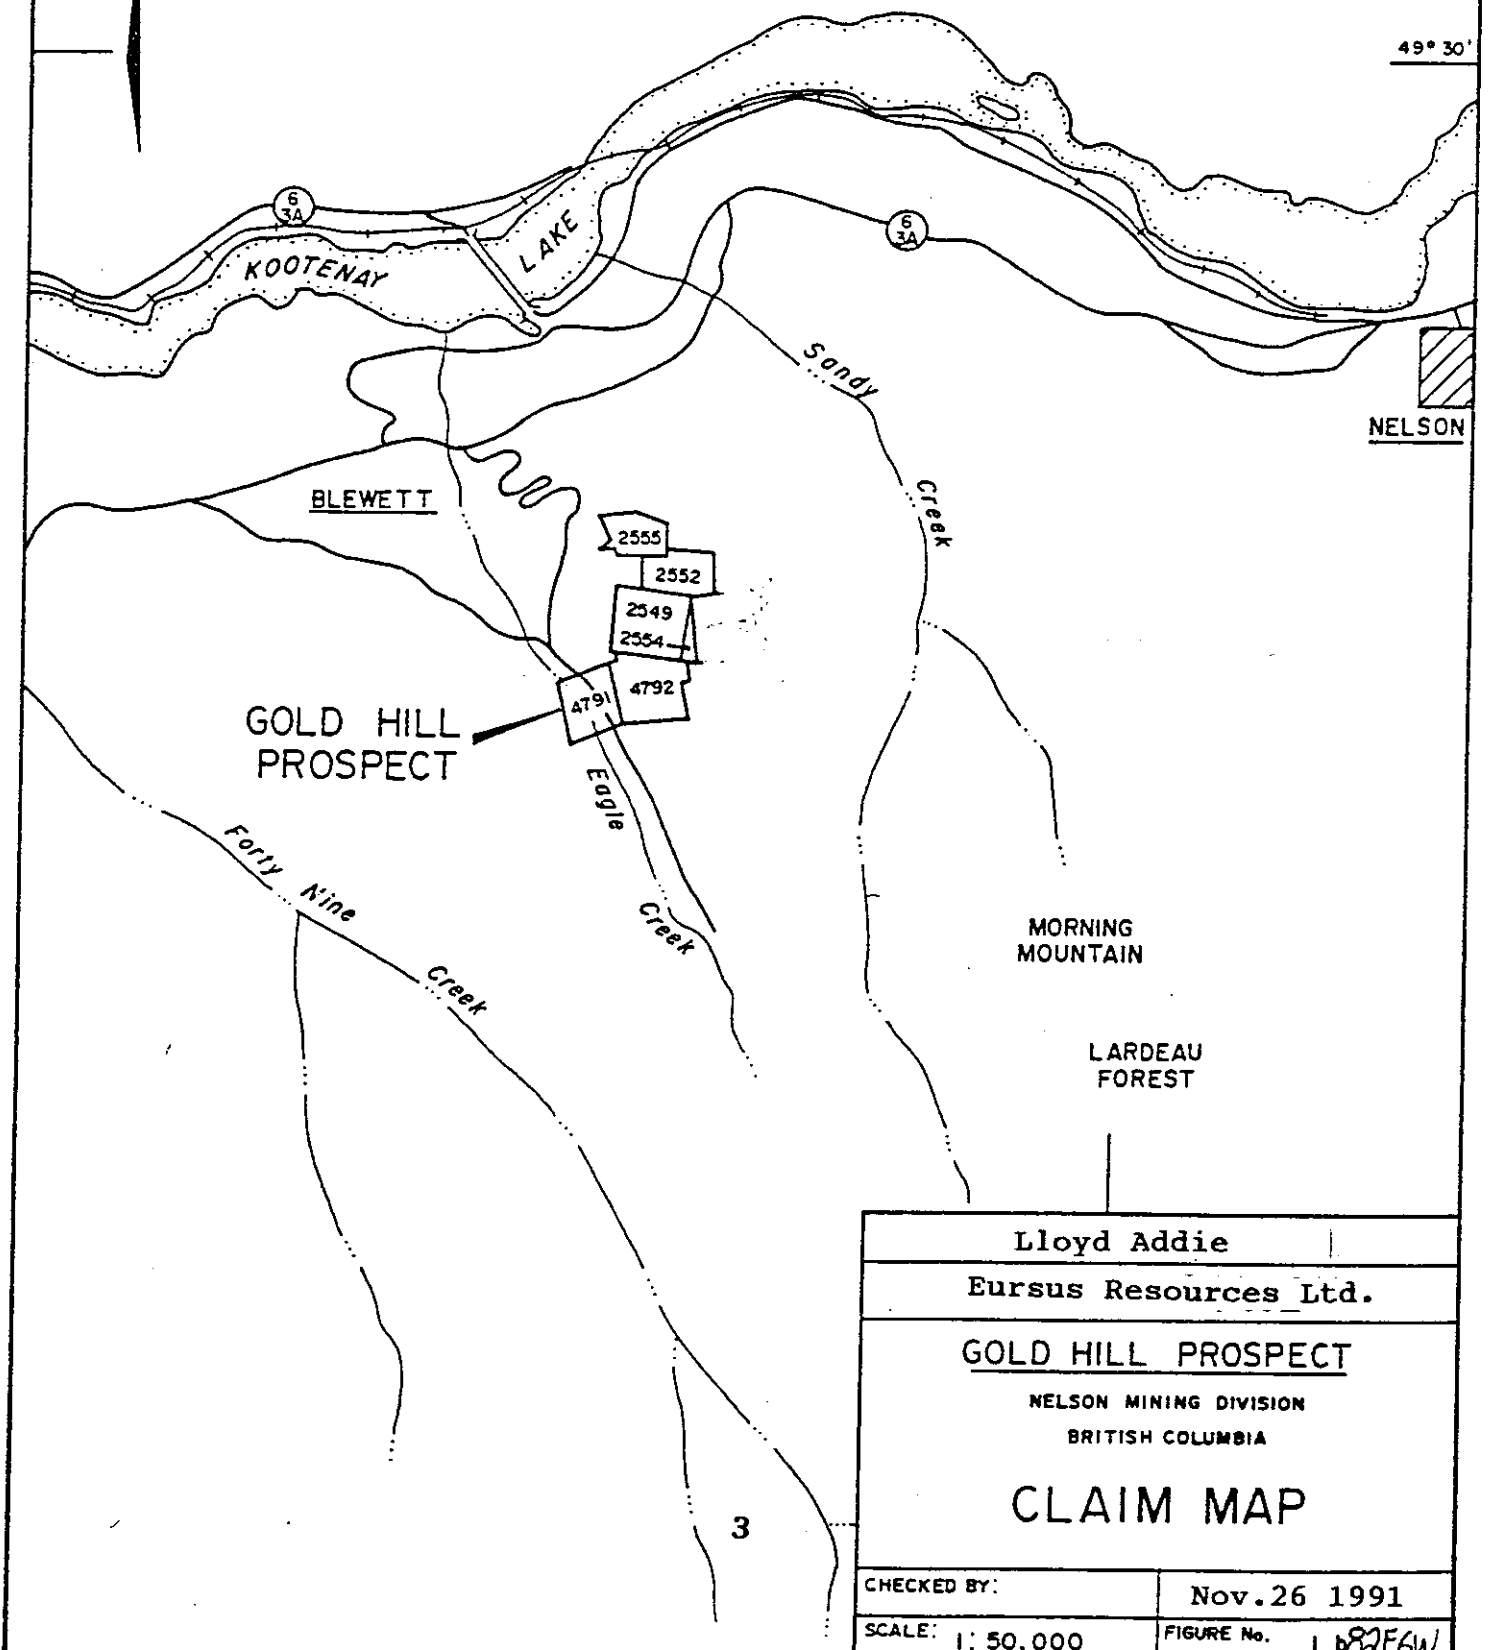 49° 30'
6
3A
KOOTENAY
LAKE
6
3A
Sandy
Creek
NELSON
BLEWETT
2555
2552
2549
2554
4792
4791
GOLD HILL
PROSPECT
Eagle
Creek
Forty Nine
Creek
MORNING
MOUNTAIN
LARDEAU
FOREST
3
Lloyd Addie
Eursus Resources Ltd.
GOLD HILL PROSPECT
NELSON MINING DIVISION
BRITISH COLUMBIA
CLAIM MAP
CHECKED BY:
Nov.26 1991
SCALE: 1: 50,000
FIGURE No. 1